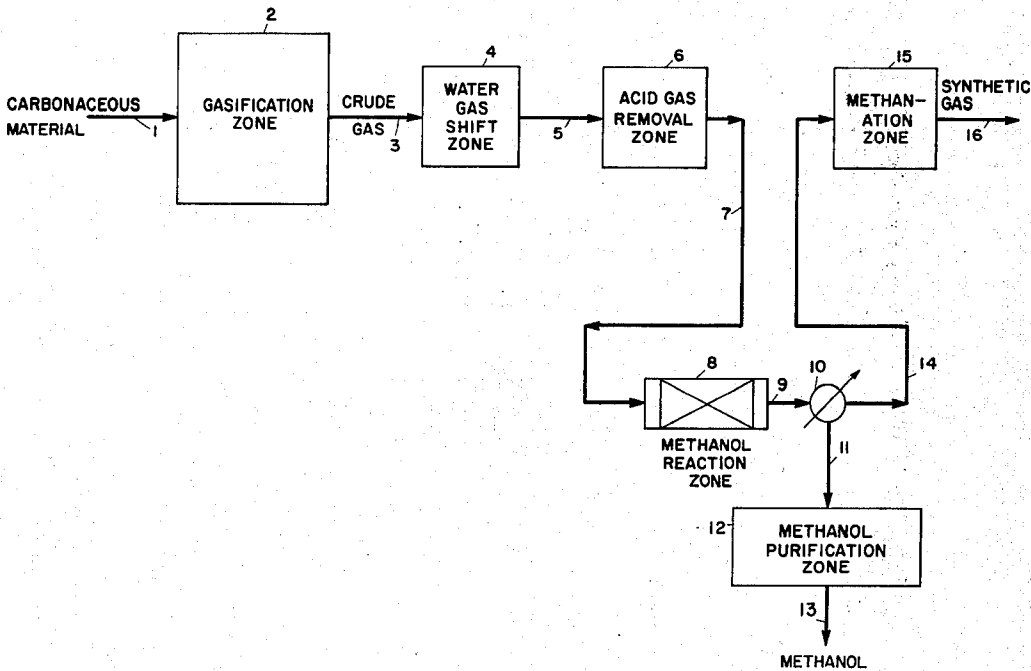 2
GASIFICATION
ZONE
CARBONACEOUS
MATERIAL
1
CRUDE
GAS
3
4
WATER
GAS
SHIFT
ZONE
5
6
ACID GAS
REMOVAL
ZONE
7
15
METHAN-
ATION
ZONE
SYNTHETIC
GAS
16
8
METHANOL
REACTION
ZONE
9
10
14
11
12
METHANOL
PURIFICATION
ZONE
13
METHANOL